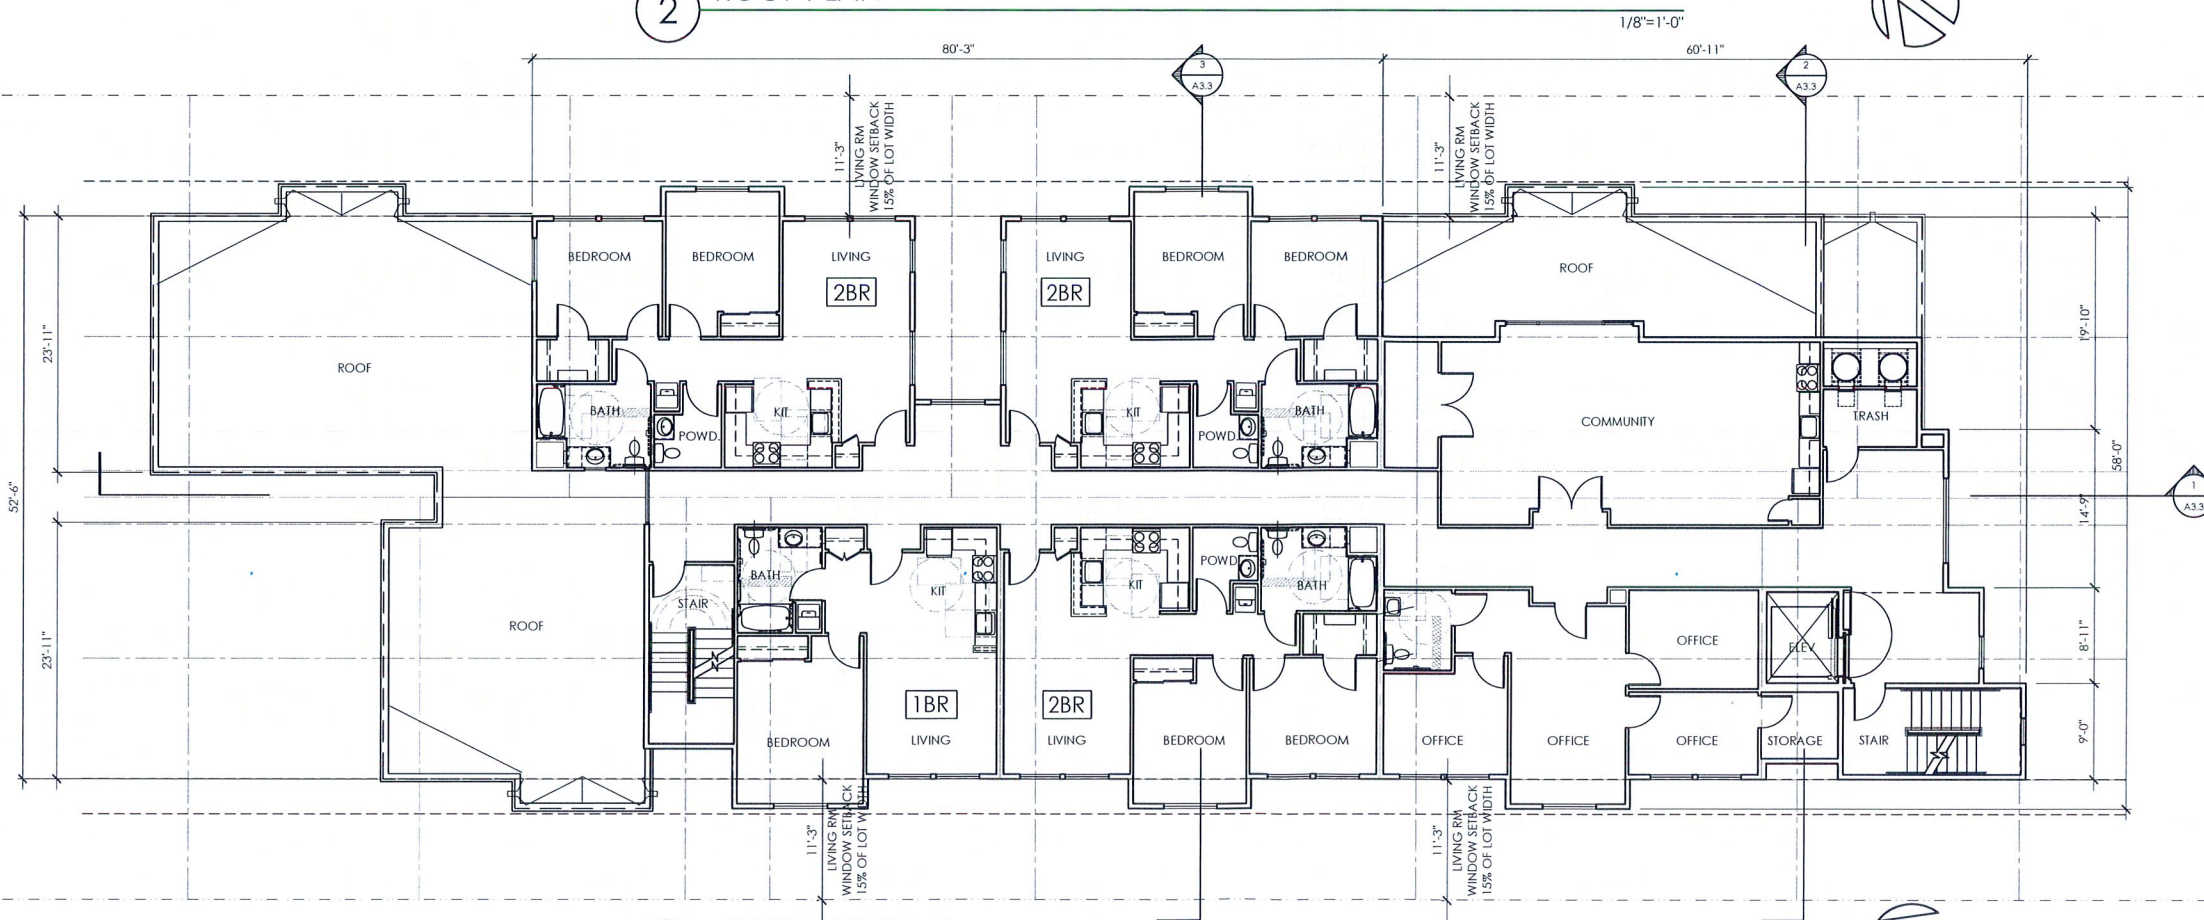 2
1/8"=1'-0"
80'-3"
60'-11"
3
A3.3
2
A3.3
11'-3"
LIVING RM
WINDOW SETBACK
15% OF LOT WIDTH
11'-3"
LIVING RM
WINDOW SETBACK
15% OF LOT WIDTH
BEDROOM
BEDROOM
LIVING
2BR
LIVING
2BR
BEDROOM
BEDROOM
ROOF
ROOF
23'-11"
19'-10"
BATH
POWD.
KIT
KIT
POWD.
BATH
COMMUNITY
TRASH
52'-6"
58'-0"
14'-9"
1
A3.3
BATH
KIT
KIT
POWD
BATH
STAIR
ROOF
23'-11"
OFFICE
ELEV
8'-11"
1BR
2BR
BEDROOM
LIVING
LIVING
BEDROOM
BEDROOM
OFFICE
OFFICE
OFFICE
STORAGE
STAIR
9'-0"
11'-3"
LIVING RM
WINDOW SETBACK
15% OF LOT WIDTH
11'-3"
LIVING RM
WINDOW SETBACK
15% OF LOT WIDTH